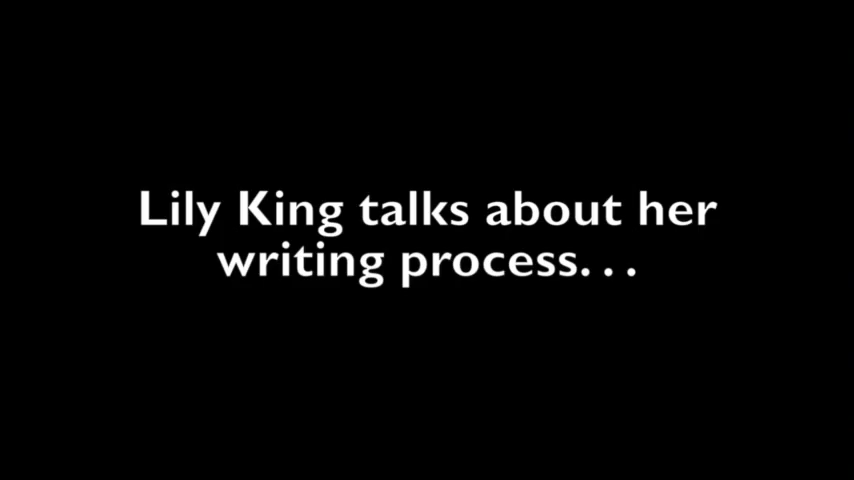 Lily King talks about her
writing process. . .